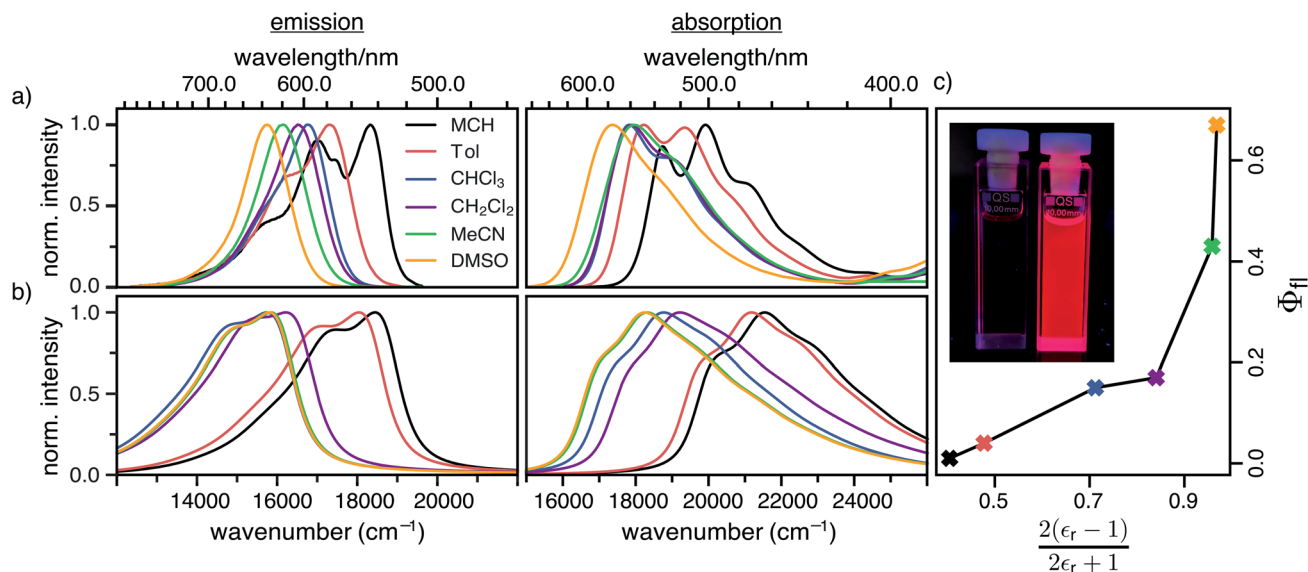 emission
absorption
wavelength/nm
wavelength/nm
700.0 600.0 500.0
600.0 500.0 400.0
a)
c)
norm. intensity
1.0
0.5
0.0
MCH
Tol
CHCl₃
CH₂Cl₂
MeCN
DMSO
b)
norm. intensity
1.0
0.5
0.0
14000 16000 18000 20000
wavenumber (cm⁻¹)
16000 18000 20000 22000 24000
wavenumber (cm⁻¹)
QS
10,00mm
QS
10,00mm
0.6
0.4
0.2
0.0
Φfl
0.5 0.7 0.9
2(ϵr − 1)
2ϵr + 1